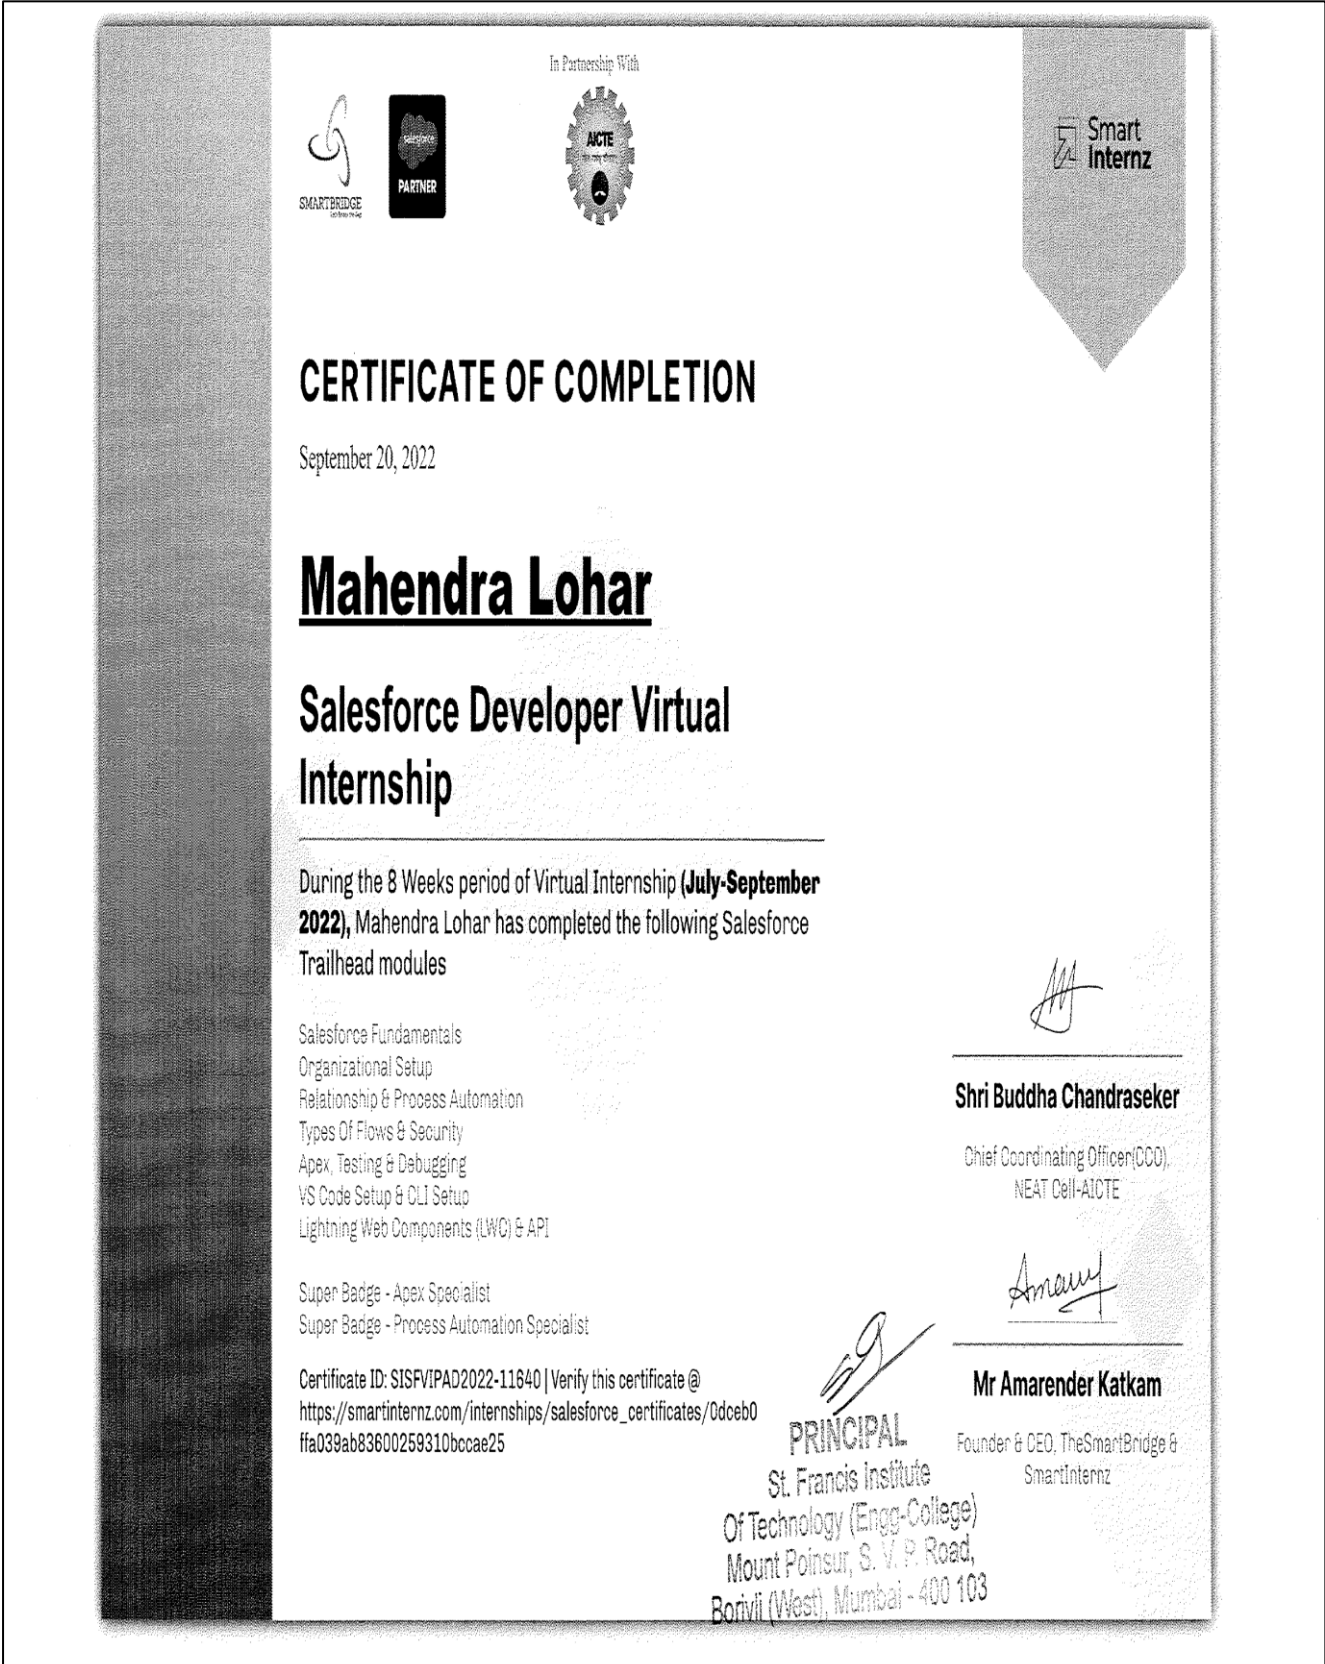 In Partnership With
SMARTBRIDGE
salesforce
PARTNER
AICTE
Smart
Internz
CERTIFICATE OF COMPLETION
September 20, 2022
Mahendra Lohar
Salesforce Developer Virtual
Internship
During the 8 Weeks period of Virtual Internship (July-September
2022), Mahendra Lohar has completed the following Salesforce
Trailhead modules
Salesforce Fundamentals
Organizational Setup
Relationship & Process Automation
Types Of Flows & Security
Apex, Testing & Debugging
VS Code Setup & CLI Setup
Lightning Web Components (LWC) & API
Super Badge - Apex Specialist
Super Badge - Process Automation Specialist
Certificate ID: SISFVIPAD2022-11640 | Verify this certificate @
https://smartinternz.com/internships/salesforce_certificates/0dceb0
ffa039ab83600259310bccae25
Shri Buddha Chandraseker
Chief Coordinating Officer(CCO),
NEAT Cell-AICTE
Mr Amarender Katkam
Founder & CEO, TheSmartBridge &
SmartInternz
PRINCIPAL
St. Francis Institute
Of Technology (Engg-College)
Mount Poinsur, S. V. P. Road,
Borivli (West), Mumbai - 400 103